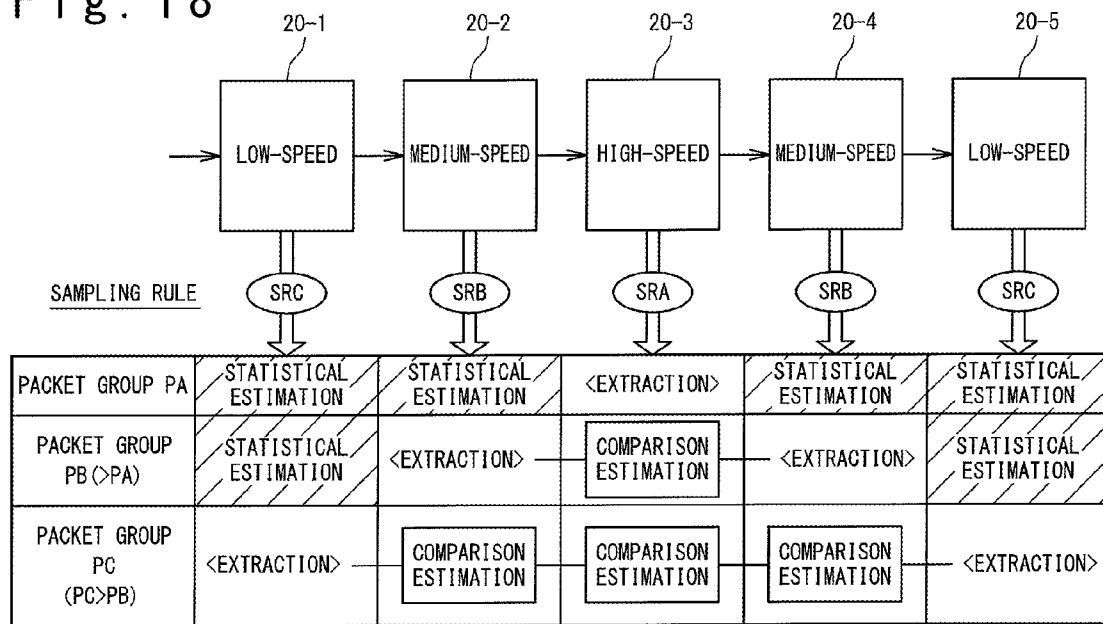 Fig. 18
20-1 20-2 20-3 20-4 20-5
LOW-SPEED MEDIUM-SPEED HIGH-SPEED MEDIUM-SPEED LOW-SPEED
SAMPLING RULE SRC SRB SRA SRB SRC
PACKET GROUP PA
STATISTICAL ESTIMATION
STATISTICAL ESTIMATION
<EXTRACTION>
STATISTICAL ESTIMATION
STATISTICAL ESTIMATION
PACKET GROUP
PB(>PA)
STATISTICAL ESTIMATION
<EXTRACTION>
COMPARISON ESTIMATION
<EXTRACTION>
STATISTICAL ESTIMATION
PACKET GROUP
PC
(PC>PB)
<EXTRACTION>
COMPARISON ESTIMATION
COMPARISON ESTIMATION
COMPARISON ESTIMATION
<EXTRACTION>